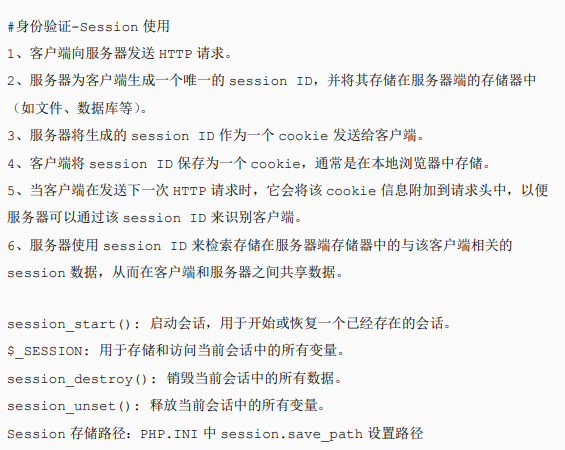 #身份验证-Session 使用
1、客户端向服务器发送 HTTP 请求。
2、服务器为客户端生成一个唯一的 session ID，并将其存储在服务器端的存储器中
（如文件、数据库等）。
3、服务器将生成的 session ID 作为一个 cookie 发送给客户端。
4、客户端将 session ID 保存为一个 cookie，通常是在本地浏览器中存储。
5、当客户端在发送下一次 HTTP 请求时，它会将该 cookie 信息附加到请求头中，以便
服务器可以通过该 session ID 来识别客户端。
6、服务器使用 session ID 来检索存储在服务器端存储器中的与该客户端相关的
session 数据，从而在客户端和服务器之间共享数据。
session_start(): 启动会话，用于开始或恢复一个已经存在的会话。
$_SESSION: 用于存储和访问当前会话中的所有变量。
session_destroy(): 销毁当前会话中的所有数据。
session_unset(): 释放当前会话中的所有变量。
Session 存储路径：PHP.INI 中 session.save_path 设置路径